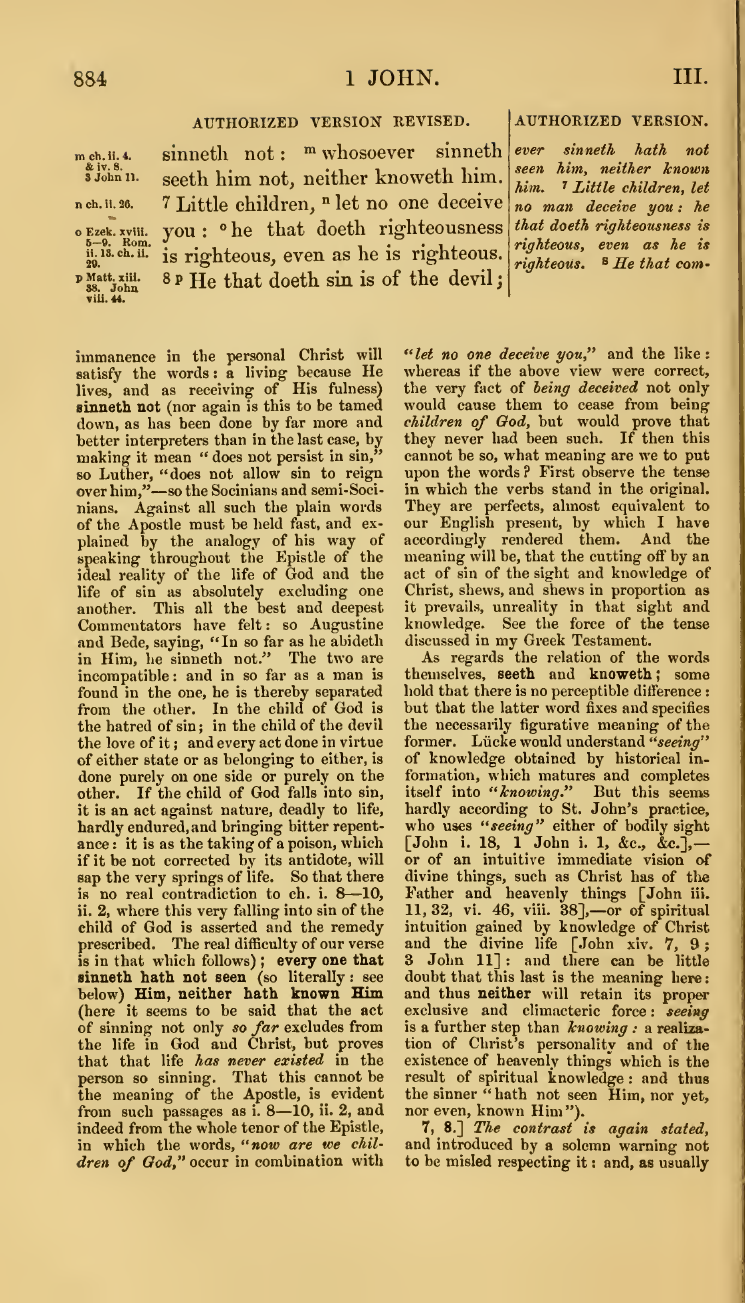 884
1 JOHN.
III.
AUTHORIZED VERSION REVISED.
m ch. ii. 4.
& iv. 8.
3 John 11.
n ch. ii. 26.
o Ezek. xviii.
5—9. Rom.
ii. 13. ch. ii.
29.
p Matt. xiii.
38. John
viii. 44.
sinneth not : m whosoever sinneth
seeth him not, neither knoweth him.
7 Little children, n let no one deceive
you : o he that doeth righteousness
is righteous, even as he is righteous.
8 p He that doeth sin is of the devil ;
AUTHORIZED VERSION.
ever sinneth hath not
seen him, neither known
him. 7 Little children, let
no man deceive you : he
that doeth righteousness is
righteous, even as he is
righteous. 8 He that com-
immanence in the personal Christ will
satisfy the words : a living because He
lives, and as receiving of His fulness)
sinneth not (nor again is this to be tamed
down, as has been done by far more and
better interpreters than in the last case, by
making it mean “ does not persist in sin,”
so Luther, “does not allow sin to reign
over him,”—so the Socinians and semi-Soci-
nians. Against all such the plain words
of the Apostle must be held fast, and ex-
plained by the analogy of his way of
speaking throughout the Epistle of the
ideal reality of the life of God and the
life of sin as absolutely excluding one
another. This all the best and deepest
Commentators have felt : so Augustine
and Bede, saying, “In so far as he abideth
in Him, he sinneth not.” The two are
incompatible : and in so far as a man is
found in the one, he is thereby separated
from the other. In the child of God is
the hatred of sin ; in the child of the devil
the love of it ; and every act done in virtue
of either state or as belonging to either, is
done purely on one side or purely on the
other. If the child of God falls into sin,
it is an act against nature, deadly to life,
hardly endured, and bringing bitter repent-
ance : it is as the taking of a poison, which
if it be not corrected by its antidote, will
sap the very springs of life. So that there
is no real contradiction to ch. i. 8—10,
ii. 2, where this very falling into sin of the
child of God is asserted and the remedy
prescribed. The real difficulty of our verse
is in that which follows) ; every one that
sinneth hath not seen (so literally : see
below) Him, neither hath known Him
(here it seems to be said that the act
of sinning not only so far excludes from
the life in God and Christ, but proves
that that life has never existed in the
person so sinning. That this cannot be
the meaning of the Apostle, is evident
from such passages as i. 8—10, ii. 2, and
indeed from the whole tenor of the Epistle,
in which the words, “now are we chil-
dren of God,” occur in combination with
“let no one deceive you,” and the like :
whereas if the above view were correct,
the very fact of being deceived not only
would cause them to cease from being
children of God, but would prove that
they never had been such. If then this
cannot be so, what meaning are we to put
upon the words ? First observe the tense
in which the verbs stand in the original.
They are perfects, almost equivalent to
our English present, by which I have
accordingly rendered them. And the
meaning will be, that the cutting off by an
act of sin of the sight and knowledge of
Christ, shews, and shews in proportion as
it prevails, unreality in that sight and
knowledge. See the force of the tense
discussed in my Greek Testament.
As regards the relation of the words
themselves, seeth and knoweth ; some
hold that there is no perceptible difference :
but that the latter word fixes and specifies
the necessarily figurative meaning of the
former. Lücke would understand “seeing”
of knowledge obtained by historical in-
formation, which matures and completes
itself into “knowing.” But this seems
hardly according to St. John’s practice,
who uses “seeing” either of bodily sight
[John i. 18, 1 John i. 1, &c., &c.],—
or of an intuitive immediate vision of
divine things, such as Christ has of the
Father and heavenly things [John iii.
11, 32, vi. 46, viii. 38],—or of spiritual
intuition gained by knowledge of Christ
and the divine life [John xiv. 7, 9 ;
3 John 11] : and there can be little
doubt that this last is the meaning here :
and thus neither will retain its proper
exclusive and climacteric force : seeing
is a further step than knowing : a realiza-
tion of Christ’s personality and of the
existence of heavenly things which is the
result of spiritual knowledge : and thus
the sinner “hath not seen Him, nor yet,
nor even, known Him”).
7, 8.] The contrast is again stated,
and introduced by a solemn warning not
to be misled respecting it : and, as usually